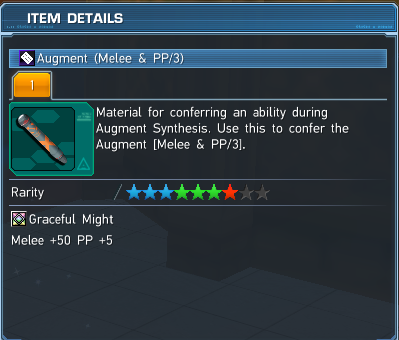 ITEM DETAILS
Augment (Melee & PP/3)
1
Material for conferring an ability during
Augment Synthesis. Use this to confer the
Augment [Melee & PP/3].
Rarity
Graceful Might
Melee +50 PP +5